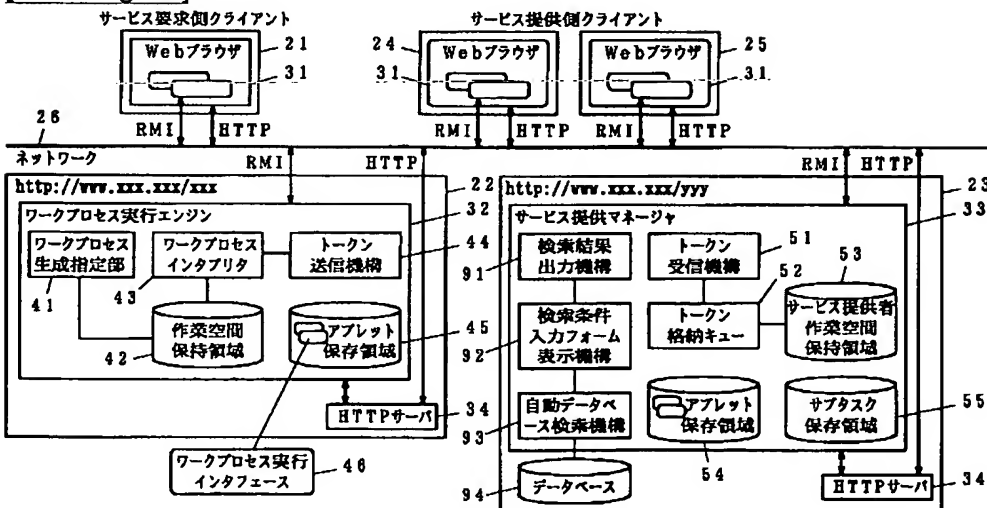 サービス要求側クライアント
サービス提供側クライアント
Webブラウザ
21
31
24
Webブラウザ
31
Webブラウザ
25
31
26
RMI
HTTP
RMI
HTTP
RMI
HTTP
ネットワーク
RMI
HTTP
RMI
HTTP
http://www.xxx.xxx/xxx
22
32
ワークプロセス実行エンジン
ワークプロセス
生成指定部
41
ワークプロセス
インタプリタ
43
トークン
送信機構
44
作業空間
保持領域
42
アプレット
保存領域
45
HTTPサーバ
34
ワークプロセス実行
インタフェース
46
http://www.xxx.xxx/yyy
23
33
サービス提供マネージャ
検索結果
出力機構
91
トークン
受信機構
51
52
53
検索条件
入力フォーム
表示機構
92
トークン
格納キュー
サービス提供者
作業空間
保持領域
自動データベ
ース検索機構
93
アプレット
保存領域
54
サブタスク
保存領域
55
データベース
94
HTTPサーバ
34